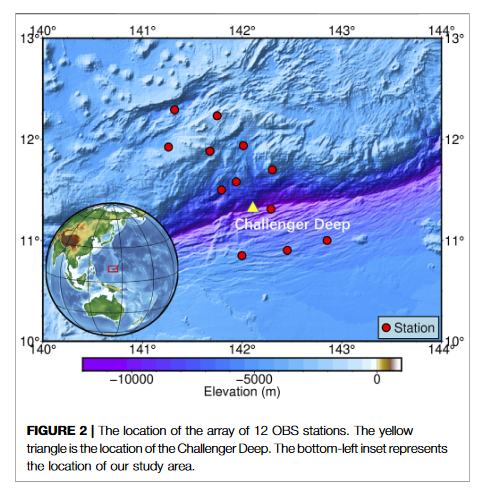 140° 141° 142° 143° 144°
13° 13°
12° 12°
Challenger Deep
11° 11°
Station
10° 10°
140° 141° 142° 143° 144°
−10000 −5000 0
Elevation (m)
FIGURE 2 | The location of the array of 12 OBS stations. The yellow
triangle is the location of the Challenger Deep. The bottom-left inset represents
the location of our study area.